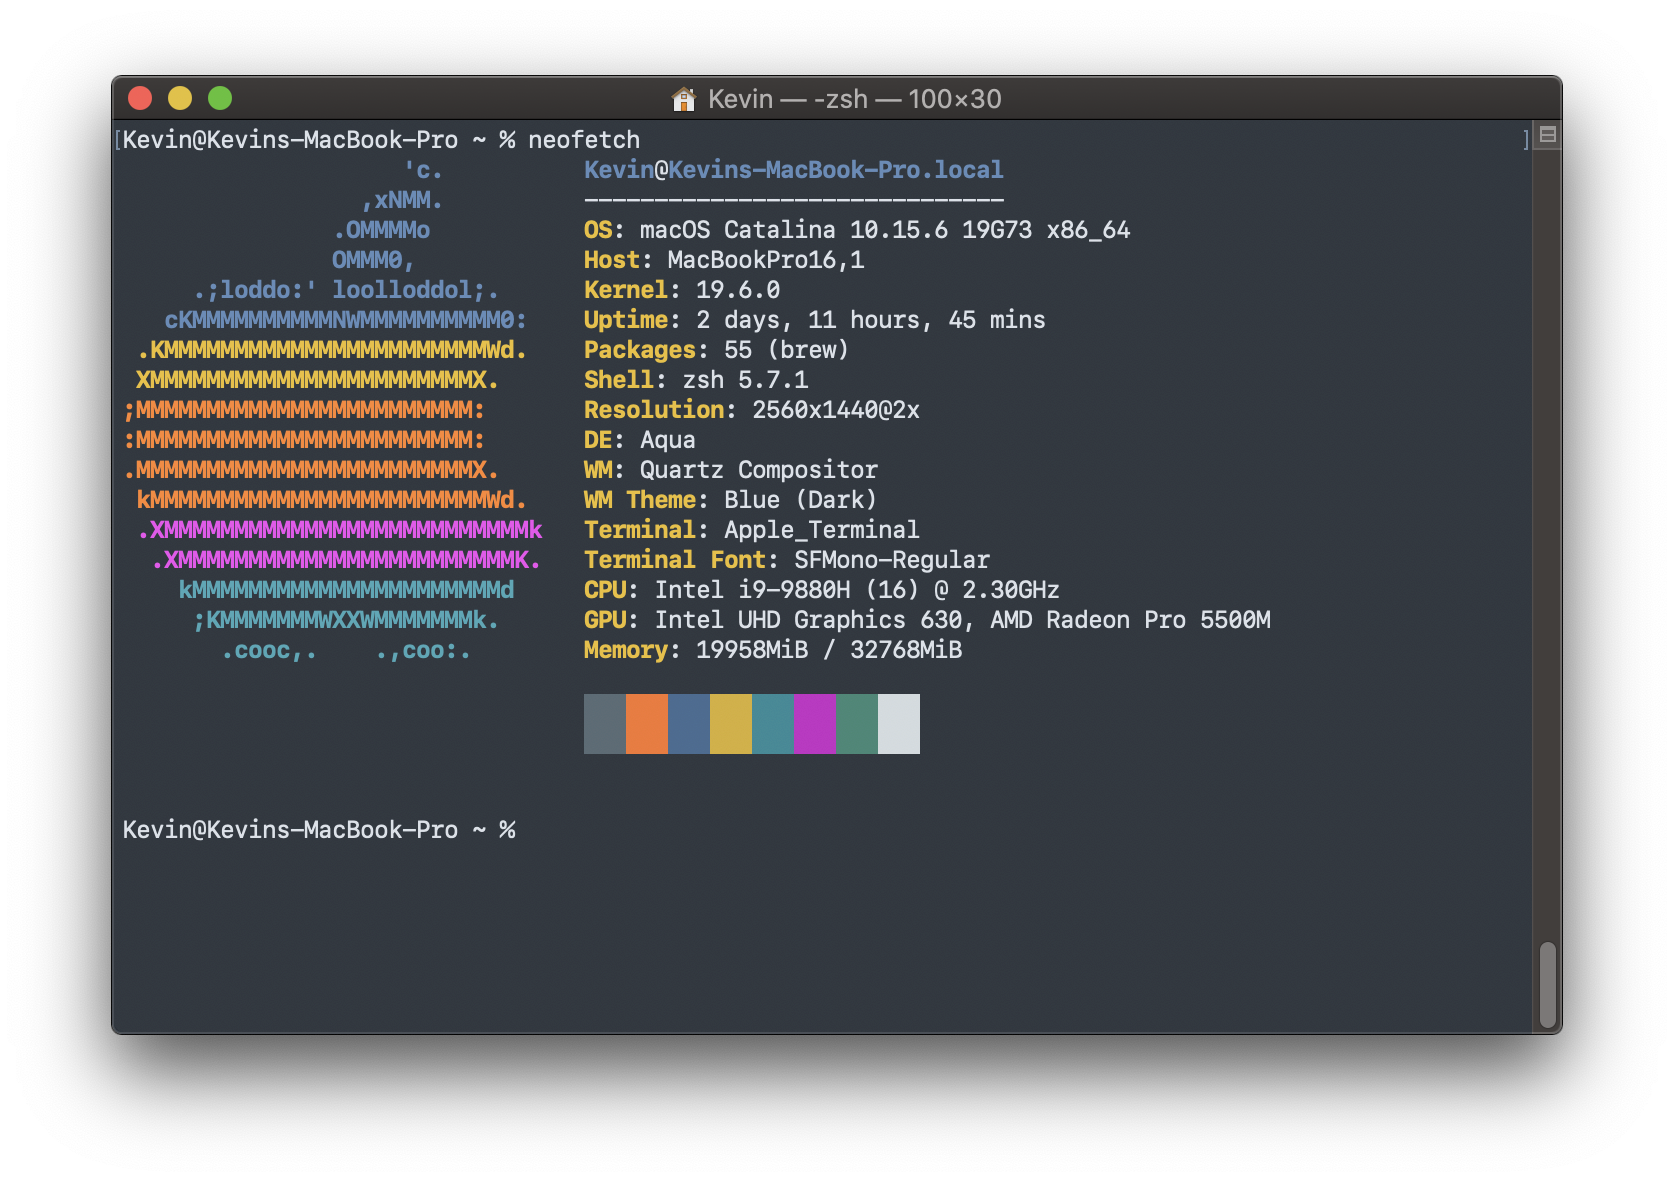 Kevin — -zsh — 100×30
[Kevin@Kevins-MacBook-Pro ~ % neofetch ]
                    'c.          Kevin@Kevins-MacBook-Pro.local
                 ,xNMM.          ------------------------------
               .OMMMMo           OS: macOS Catalina 10.15.6 19G73 x86_64
               OMMM0,            Host: MacBookPro16,1
     .;loddo:' loolloddol;.      Kernel: 19.6.0
   cKMMMMMMMMMMNWMMMMMMMMMM0:    Uptime: 2 days, 11 hours, 45 mins
 .KMMMMMMMMMMMMMMMMMMMMMMMWd.    Packages: 55 (brew)
 XMMMMMMMMMMMMMMMMMMMMMMMX.      Shell: zsh 5.7.1
;MMMMMMMMMMMMMMMMMMMMMMMM:       Resolution: 2560x1440@2x
:MMMMMMMMMMMMMMMMMMMMMMMM:       DE: Aqua
.MMMMMMMMMMMMMMMMMMMMMMMMX.      WM: Quartz Compositor
 kMMMMMMMMMMMMMMMMMMMMMMMMWd.    WM Theme: Blue (Dark)
 .XMMMMMMMMMMMMMMMMMMMMMMMMMMk   Terminal: Apple_Terminal
  .XMMMMMMMMMMMMMMMMMMMMMMMMK.   Terminal Font: SFMono-Regular
    kMMMMMMMMMMMMMMMMMMMMMMd     CPU: Intel i9-9880H (16) @ 2.30GHz
     ;KMMMMMMMWXXWMMMMMMMk.      GPU: Intel UHD Graphics 630, AMD Radeon Pro 5500M
       .cooc,.    .,coo:.        Memory: 19958MiB / 32768MiB
Kevin@Kevins-MacBook-Pro ~ %